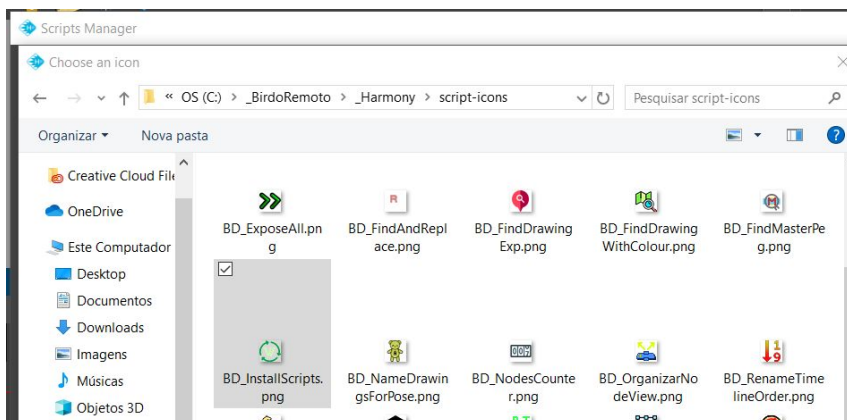 Scripts Manager
Choose an icon
« OS (C:) > _BirdoRemoto > _Harmony > script-icons
Pesquisar script-icons
Organizar
Nova pasta
Creative Cloud File
OneDrive
Este Computador
Desktop
Documentos
Downloads
Imagens
Músicas
Objetos 3D
BD_ExposeAll.pn
g
BD_FindAndRepl
ace.png
BD_FindDrawing
Exp.png
BD_FindDrawing
WithColour.png
BD_FindMasterPe
g.png
BD_InstallScripts.
png
BD_NameDrawin
gsForPose.png
BD_NodesCounte
r.png
BD_OrganizarNo
deView.png
BD_RenameTime
lineOrder.png